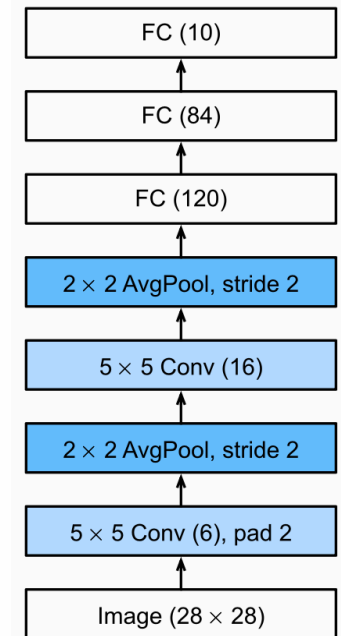 FC (10)
FC (84)
FC (120)
2 × 2 AvgPool, stride 2
5 × 5 Conv (16)
2 × 2 AvgPool, stride 2
5 × 5 Conv (6), pad 2
Image (28 × 28)